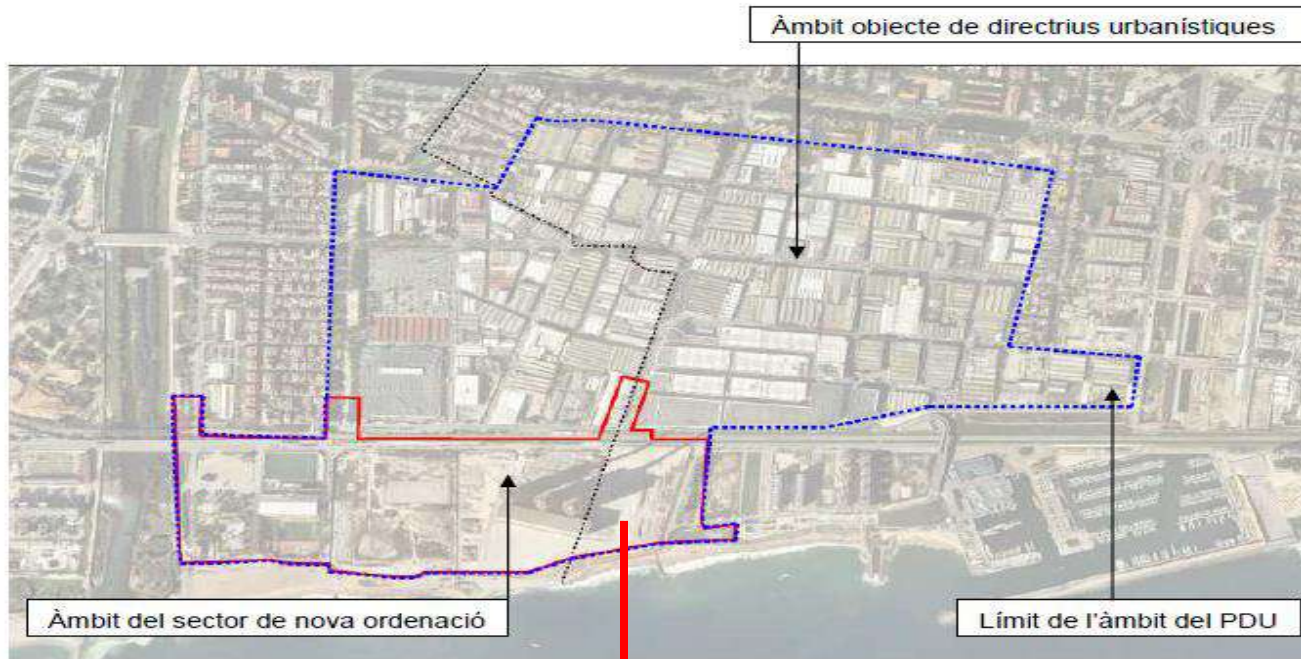 Àmbit objecte de directrius urbanístiques
Àmbit del sector de nova ordenació
Límit de l'àmbit del PDU